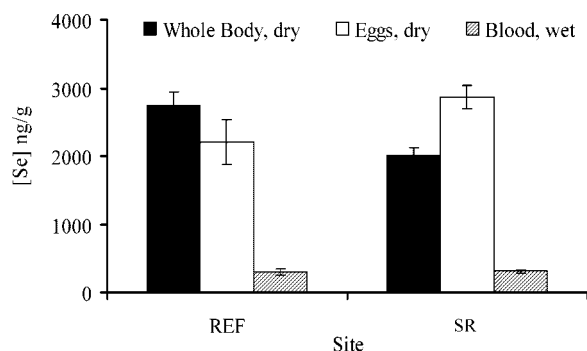 Whole Body, dry Eggs, dry Blood, wet
4000
3000
2000
1000
0
[Se] ng/g
REF SR
Site